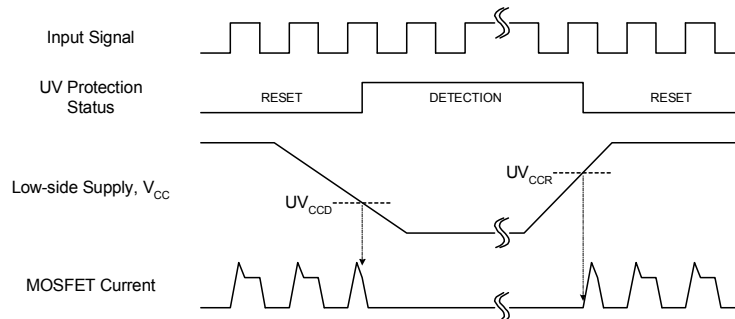 Input Signal
UV Protection
Status
RESET
DETECTION
RESET
Low-side Supply, VCC
UVCCD
UVCCR
MOSFET Current